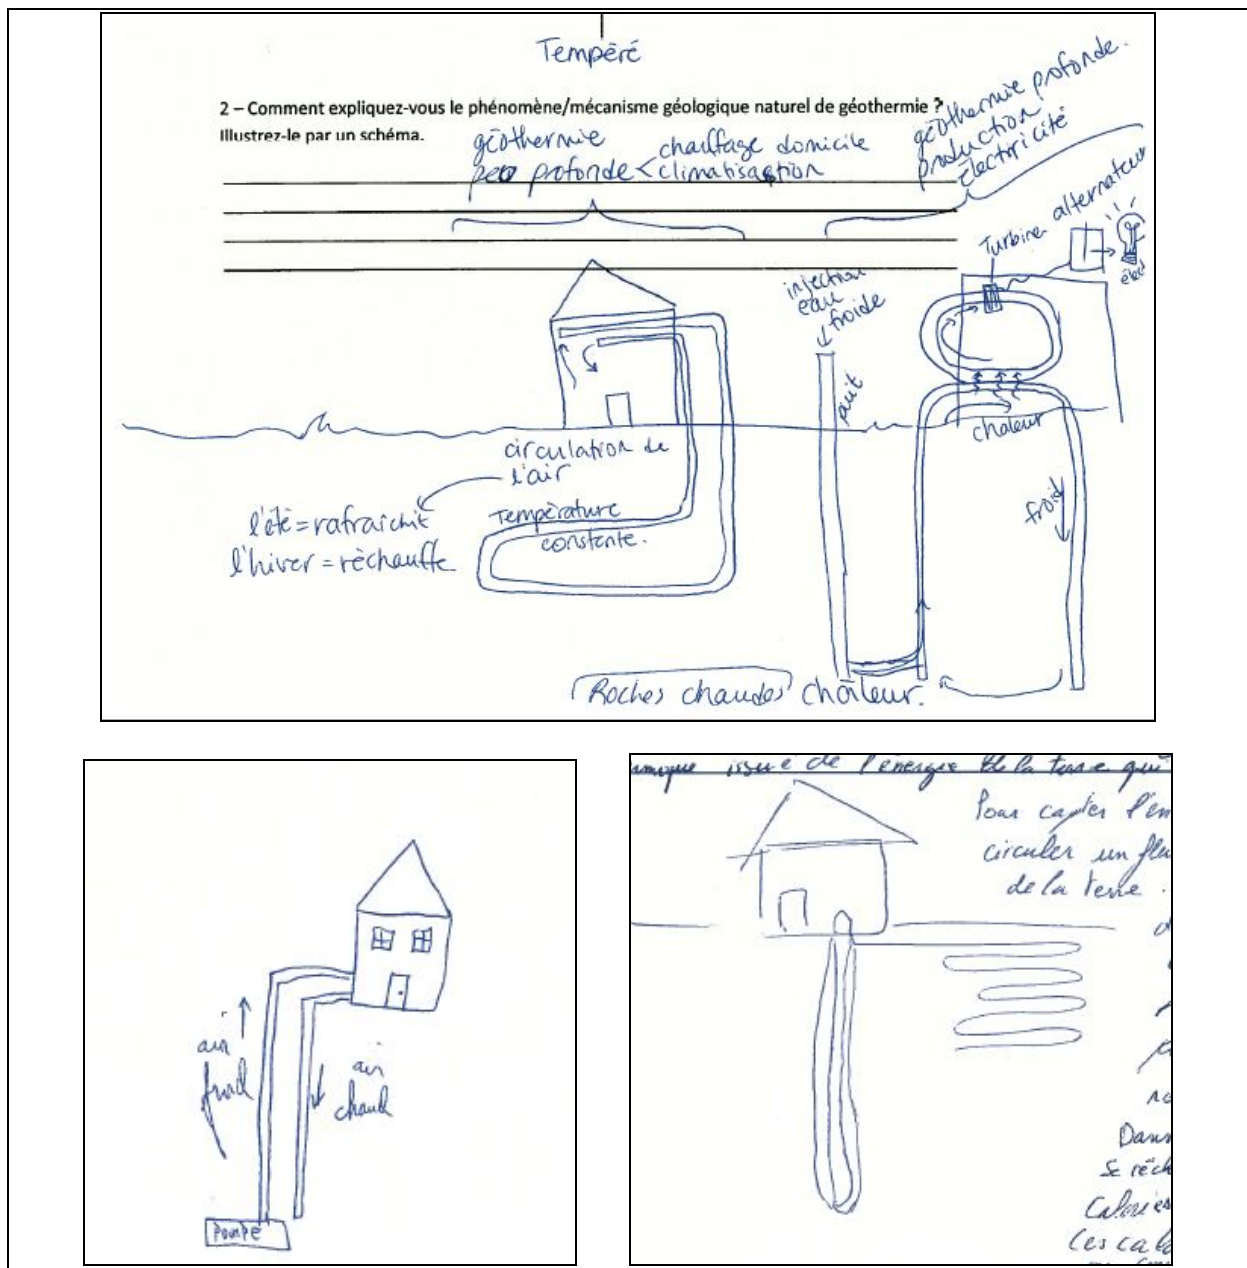 Tempéré
2 – Comment expliquez-vous le phénomène/mécanisme géologique naturel de géothermie ?
Illustrez-le par un schéma.
géothermie
peu profonde <
chauffage domicile
climatisation
géothermie profonde.
production
électricité
Turbine
alternateur
élec
injection
eau
froide
puit
chaleur
froid
circulation de
l'air
l'été = rafraichit
l'hiver = réchauffe
Température
constante.
Roches chaudes chaleur.
air
froid
air
chaud
POMPE
issue de l'énergie de la terre qui
Pour capter l'en
circuler un flu
de la terre.
Dans
se réch
calories
ces calo